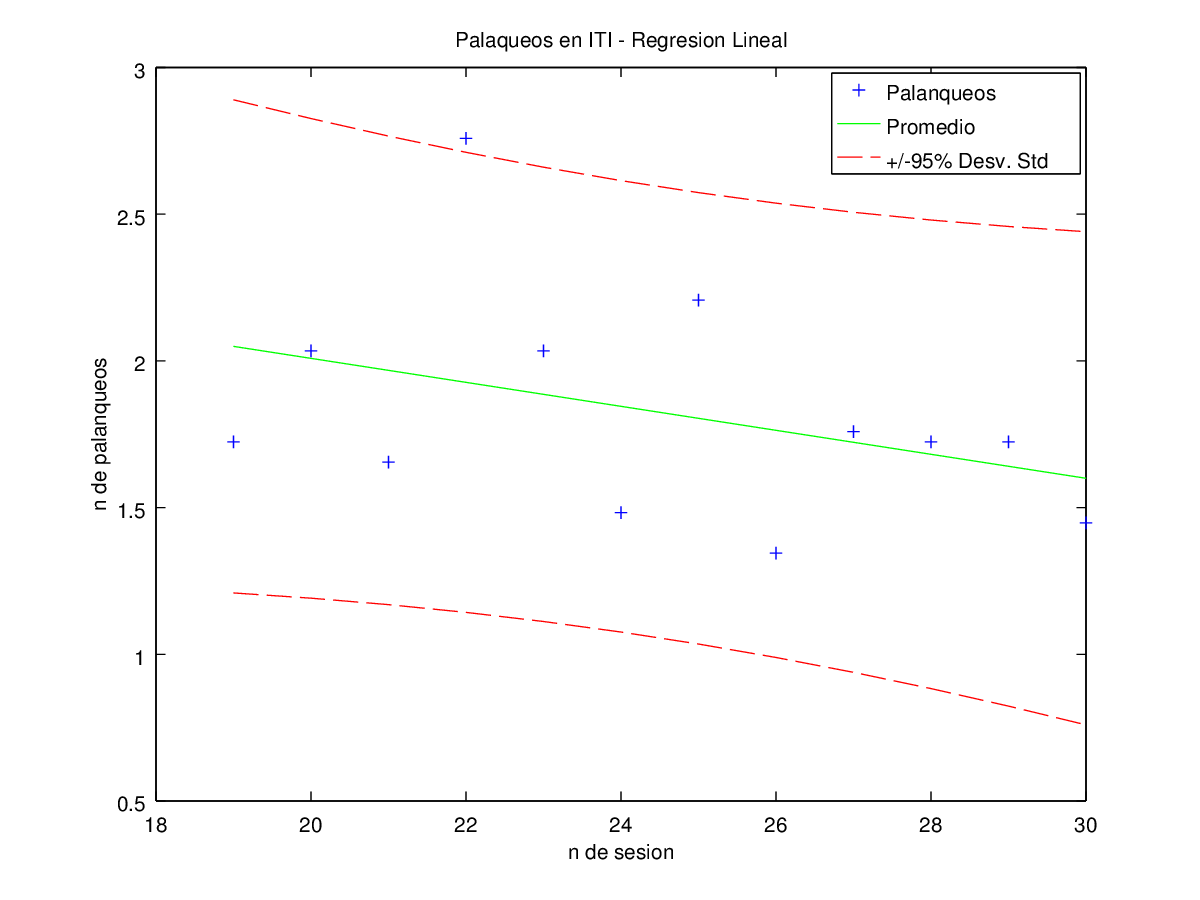 Palaqueos en ITI - Regresion Lineal
3
Palanqueos
Promedio
+/-95% Desv. Std
2.5
2
n de palanqueos
1.5
1
0.5
18 20 22 24 26 28 30
n de sesion